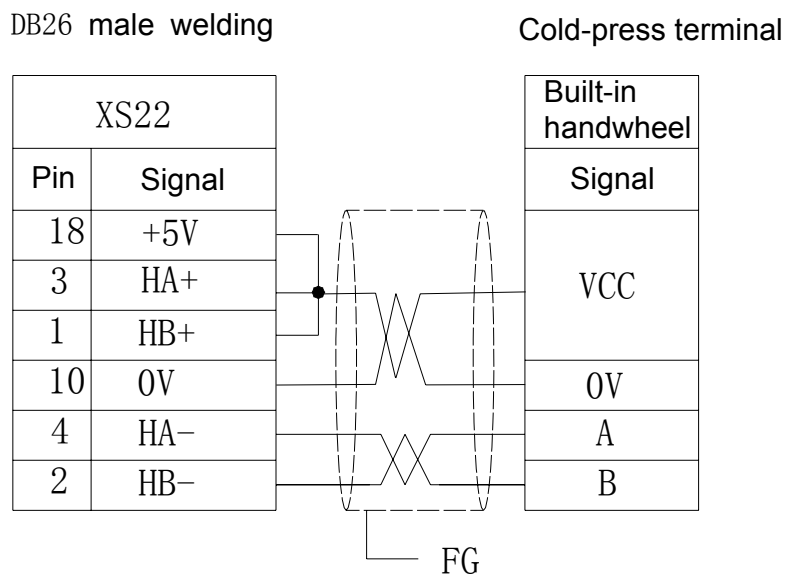 DB26 male welding
Cold-press terminal
XS22
Built-in
handwheel
Pin Signal
Signal
18 +5V
3 HA+
VCC
1 HB+
10 0V
0V
4 HA-
A
2 HB-
B
FG